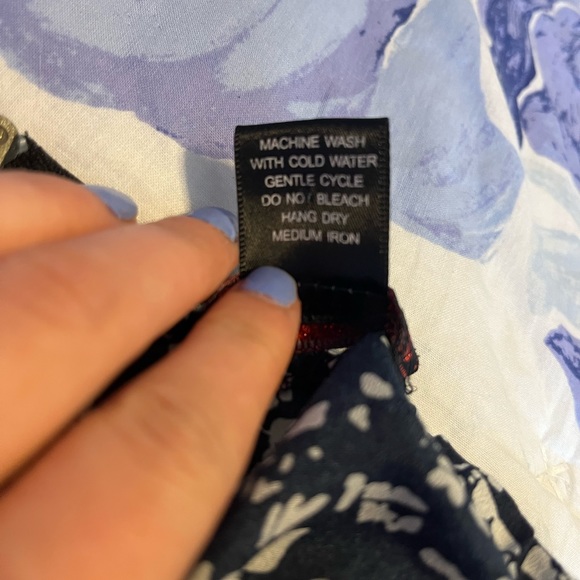 MACHINE WASH
WITH COLD WATER
GENTLE CYCLE
DO NOT BLEACH
HANG DRY
MEDIUM IRON